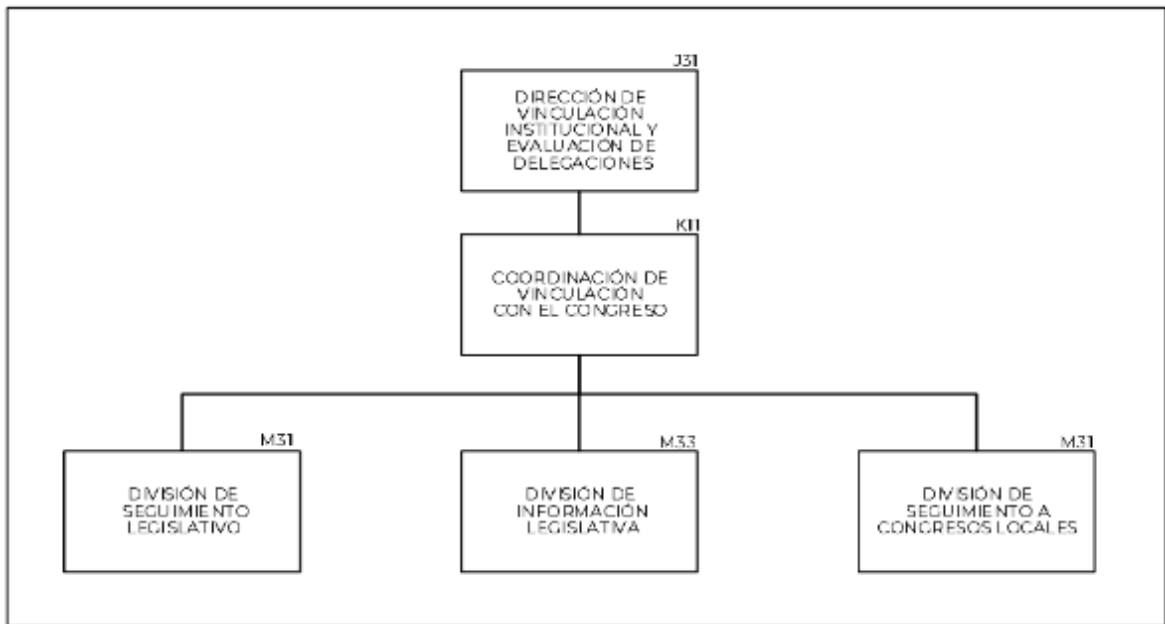 J31
DIRECCIÓN DE
VINCULACIÓN
INSTITUCIONAL Y
EVALUACIÓN DE
DELEGACIONES
K11
COORDINACIÓN DE
VINCULACIÓN
CON EL CONGRESO
M31
DIVISIÓN DE
SEGUIMIENTO
LEGISLATIVO
M33
DIVISIÓN DE
INFORMACIÓN
LEGISLATIVA
M31
DIVISIÓN DE
SEGUIMIENTO A
CONGRESOS LOCALES